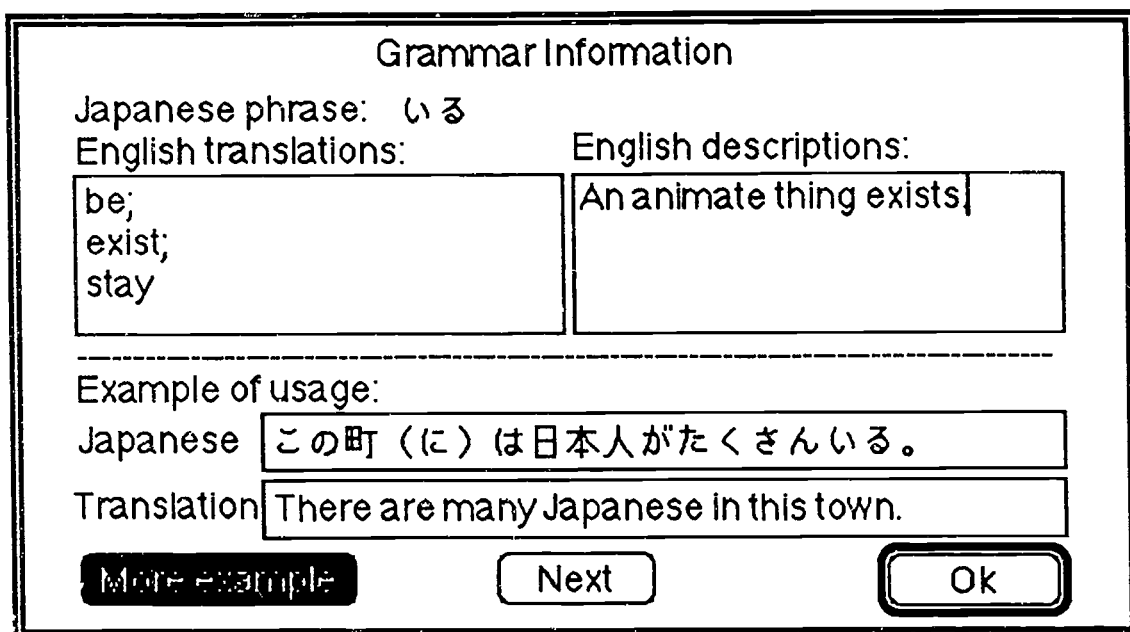 Grammar Information
Japanese phrase: いる
English translations:
be;
exist;
stay
English descriptions:
An animate thing exists.
Example of usage:
Japanese この町（に）は日本人がたくさんいる。
Translation There are many Japanese in this town.
More example Next Ok